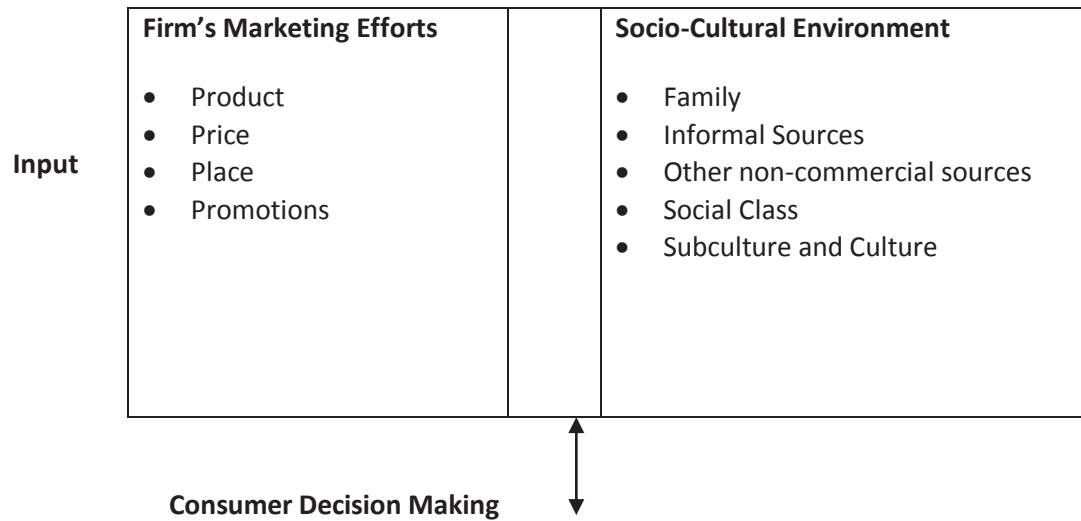 Firm’s Marketing Efforts
• Product
• Price
• Place
• Promotions
Socio-Cultural Environment
• Family
• Informal Sources
• Other non-commercial sources
• Social Class
• Subculture and Culture
Input
Consumer Decision Making